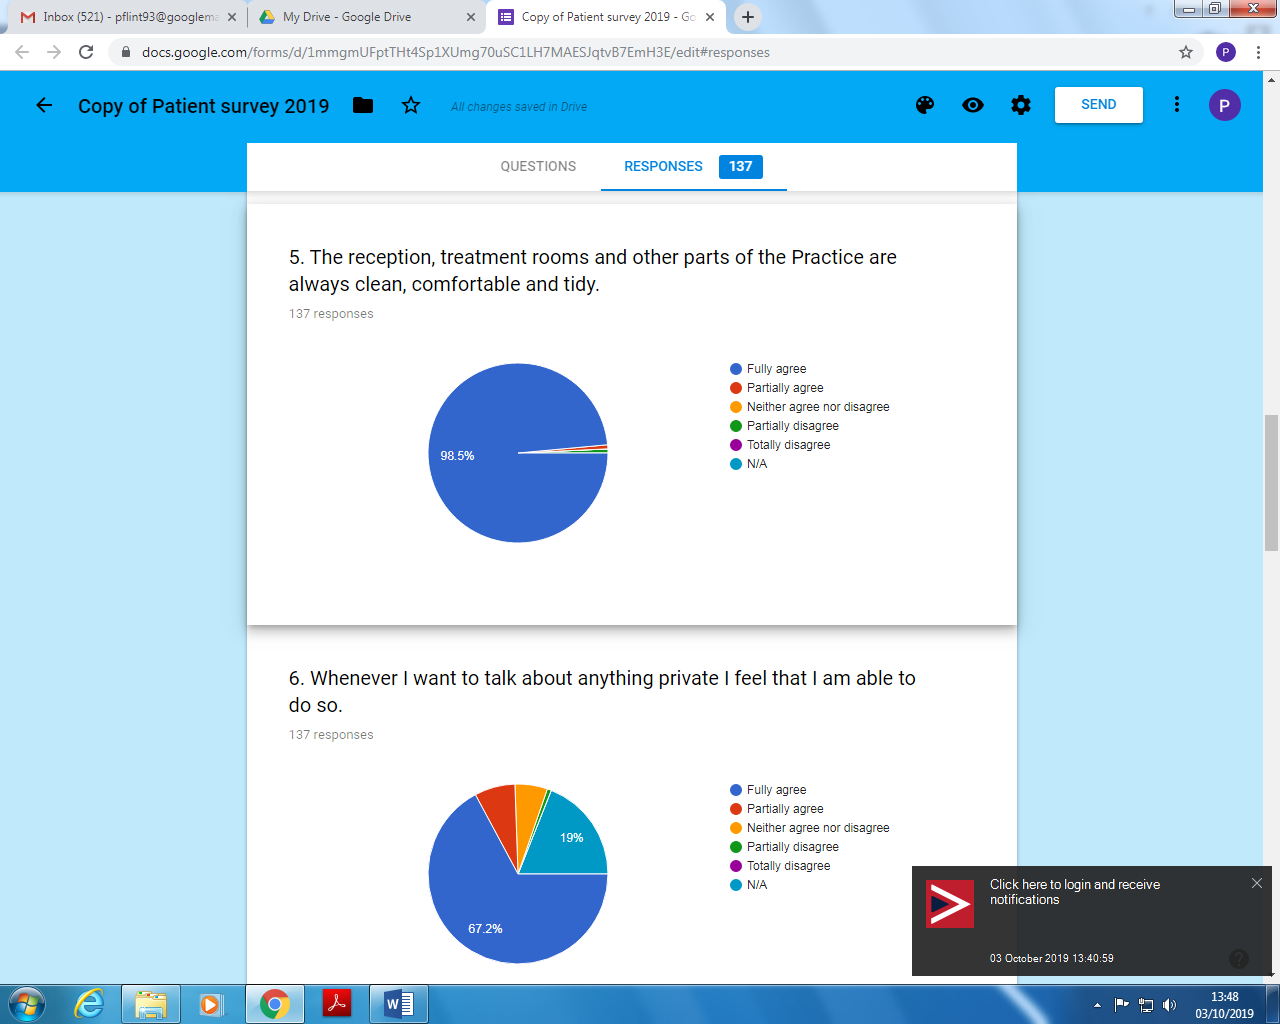 Inbox (521) - pflint93@googlema
My Drive - Google Drive
Copy of Patient survey 2019 - Go
docs.google.com/forms/d/1mmgmUFptTHt4Sp1XUmg70uSC1LH7MAESJqtvB7EmH3E/edit#responses
P
Copy of Patient survey 2019
All changes saved in Drive
SEND
P
QUESTIONS
RESPONSES
137
5. The reception, treatment rooms and other parts of the Practice are
always clean, comfortable and tidy.
137 responses
98.5%
Fully agree
Partially agree
Neither agree nor disagree
Partially disagree
Totally disagree
N/A
6. Whenever I want to talk about anything private I feel that I am able to
do so.
137 responses
19%
67.2%
Fully agree
Partially agree
Neither agree nor disagree
Partially disagree
Totally disagree
N/A
Click here to login and receive
notifications
03 October 2019 13:40:59
?
W
13:48
03/10/2019